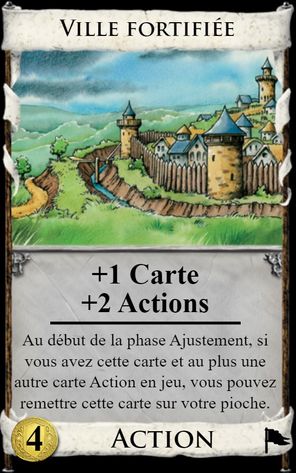 Ville fortifiée
+1 Carte
+2 Actions
Au début de la phase Ajustement, si
vous avez cette carte et au plus une
autre carte Action en jeu, vous pouvez
remettre cette carte sur votre pioche.
4 Action